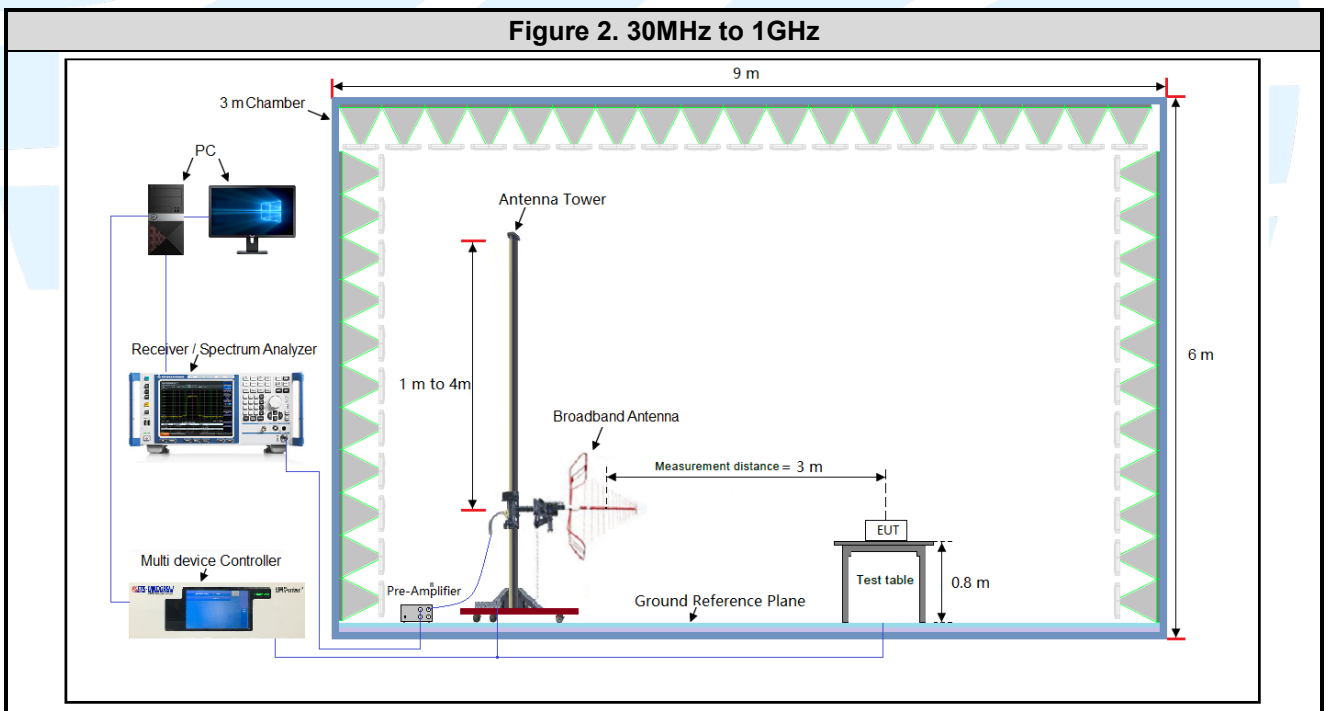 Figure 2. 30MHz to 1GHz
9 m
3 m Chamber
PC
Antenna Tower
Receiver / Spectrum Analyzer
6 m
1 m to 4m
Broadband Antenna
Measurement distance = 3 m
EUT
Multi device Controller
Test table
0.8 m
Pre-Amplifier
Ground Reference Plane